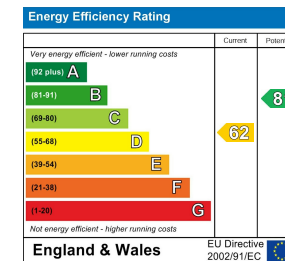 Energy Efficiency Rating
Current
Very energy efficient - lower running costs
(92 plus) A
(81-91) B
8
(69-80) C
(55-68) D
62
(39-54) E
(21-38) F
(1-20) G
Not energy efficient - higher running costs
England & Wales
EU Directive
2002/91/EC